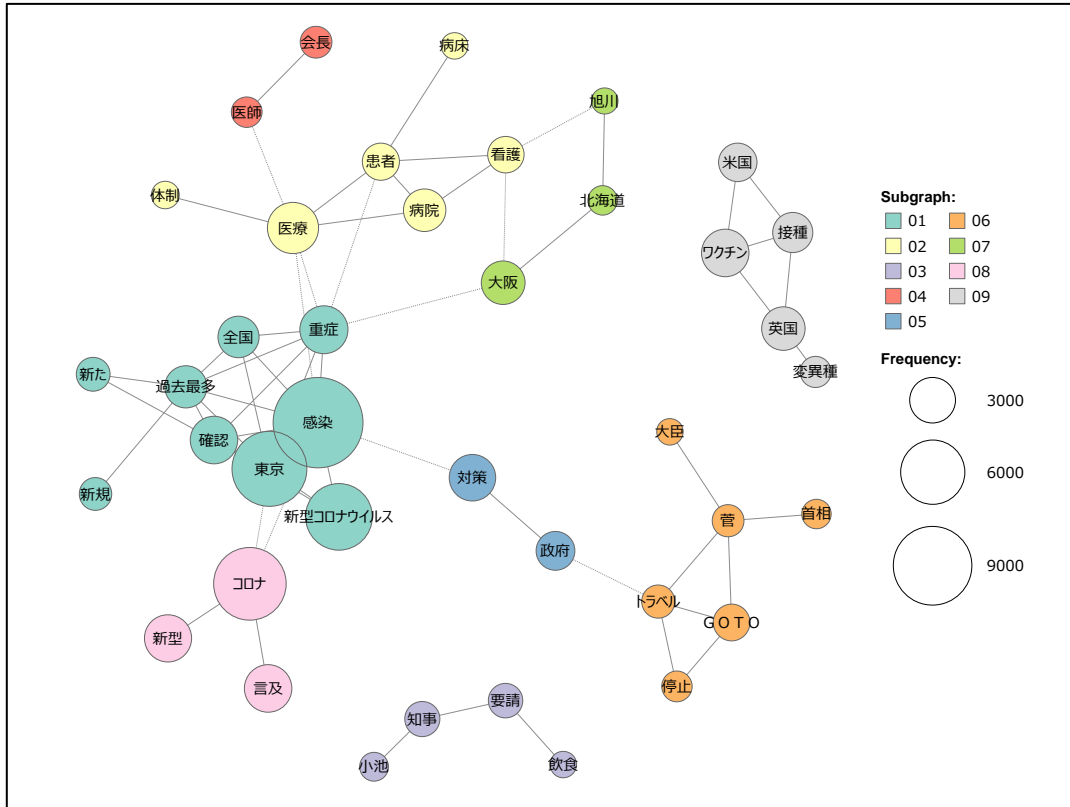 会長
病床
医師
旭川
患者
看護
米国
体制
北海道
病院
医療
接種
ワクチン
大阪
重症
全国
英国
新た
過去最多
変異種
感染
確認
大臣
東京
対策
新規
新型コロナウイルス
菅
首相
政府
コロナ
トラベル
ＧＯＴＯ
新型
言及
停止
要請
知事
小池
飲食
Subgraph:
01
06
02
07
03
08
04
09
05
Frequency:
3000
6000
9000